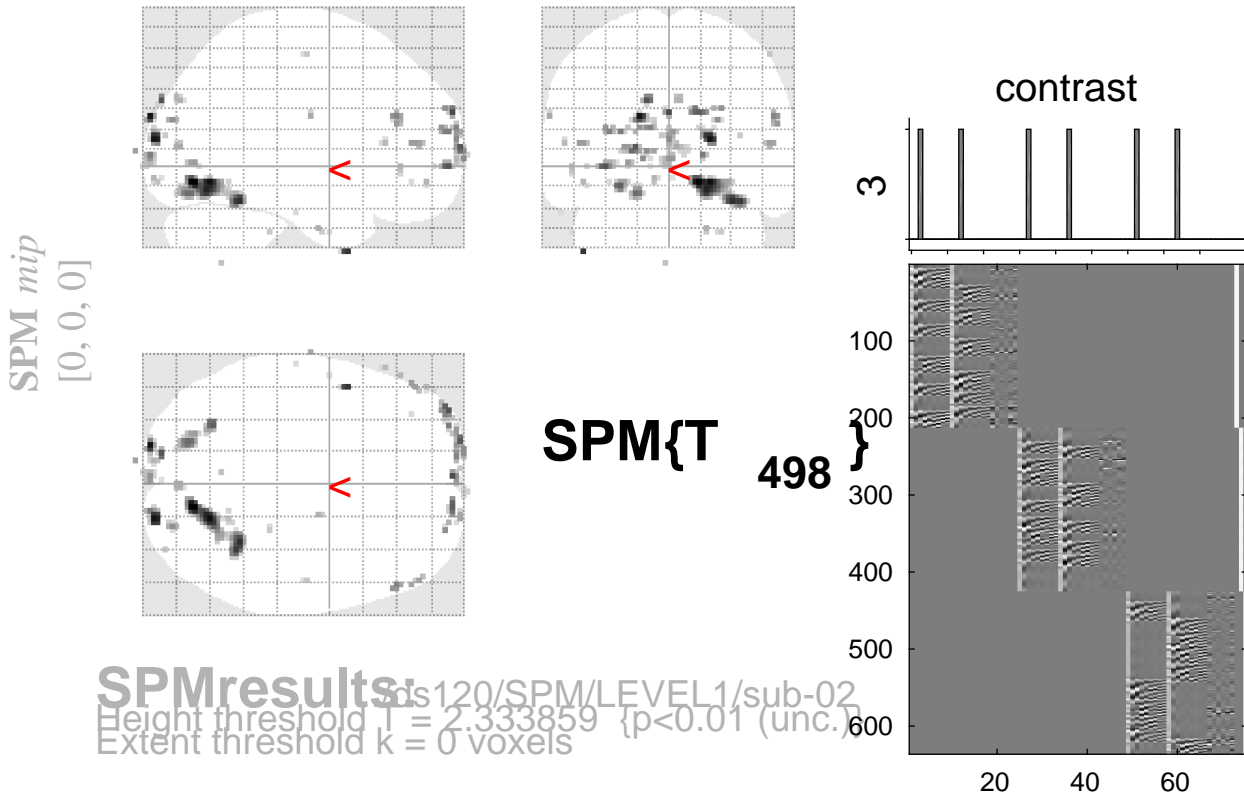 SPM mip
[0, 0, 0]
<
<
<
SPM{T 498 }
contrast
3
100
200
300
400
500
600
20 40 60
SPMresults: /ds120/SPM/LEVEL1/sub-02
Height threshold T = 2.333859 {p<0.01 (unc.)}
Extent threshold k = 0 voxels